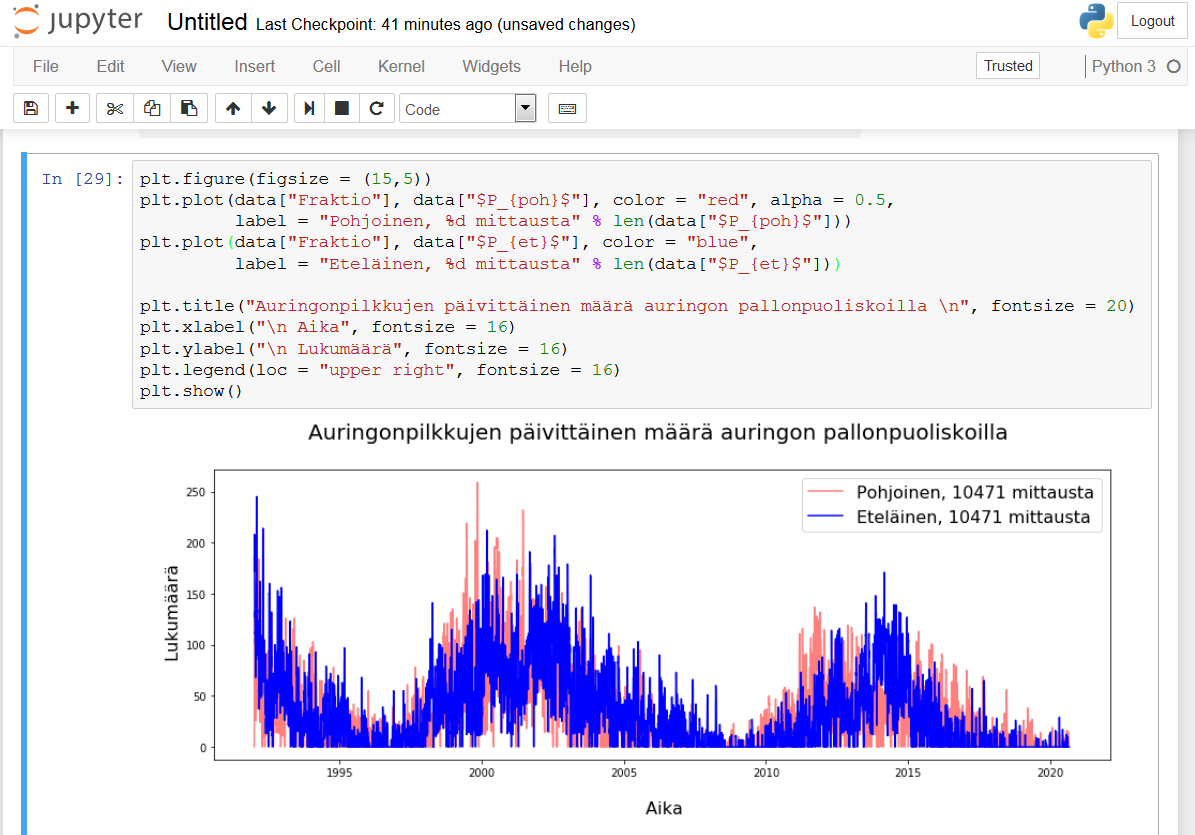 jupyter Untitled Last Checkpoint: 41 minutes ago (unsaved changes) Logout
File Edit View Insert Cell Kernel Widgets Help Trusted Python 3
Code
In [29]:
plt.figure(figsize = (15,5))
plt.plot(data["Fraktio"], data["$P_{poh}$"], color = "red", alpha = 0.5,
label = "Pohjoinen, %d mittausta" % len(data["$P_{poh}$"]))
plt.plot(data["Fraktio"], data["$P_{et}$"], color = "blue",
label = "Eteläinen, %d mittausta" % len(data["$P_{et}$"]))
plt.title("Auringonpilkkujen päivittäinen määrä auringon pallonpuoliskoilla \n", fontsize = 20)
plt.xlabel("\n Aika", fontsize = 16)
plt.ylabel("\n Lukumäärä", fontsize = 16)
plt.legend(loc = "upper right", fontsize = 16)
plt.show()
Auringonpilkkujen päivittäinen määrä auringon pallonpuoliskoilla
Pohjoinen, 10471 mittausta
Eteläinen, 10471 mittausta
Lukumäärä
250
200
150
100
50
0
1995 2000 2005 2010 2015 2020
Aika